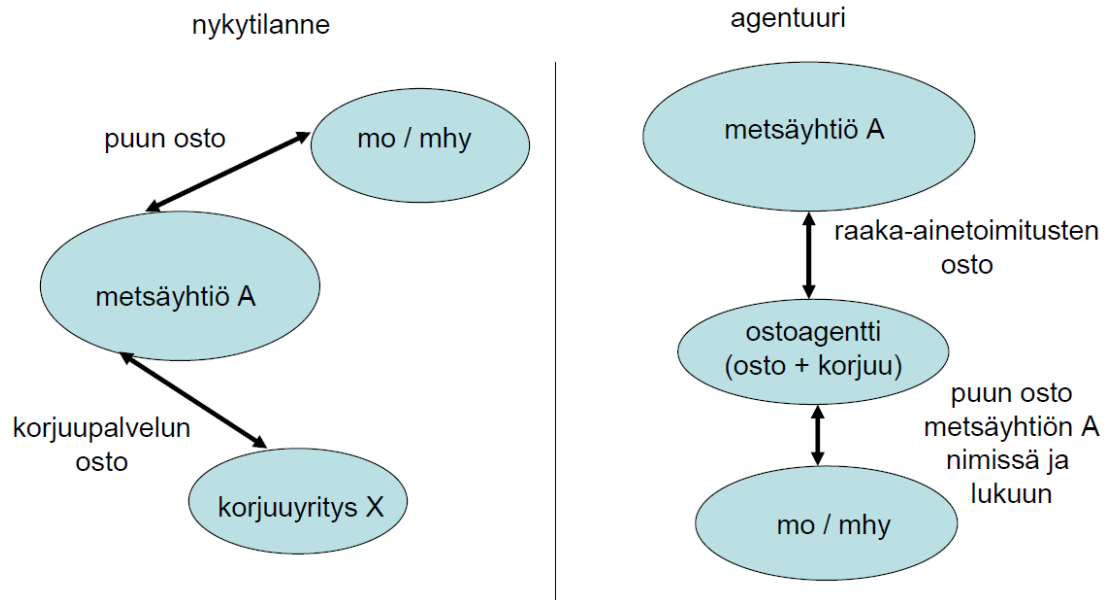 nykytilanne
puun osto
mo / mhy
metsäyhtiö A
korjuupalvelun
osto
korjuuyritys X
agentuuri
metsäyhtiö A
raaka-ainetoimitusten
osto
ostoagentti
(osto + korjuu)
puun osto
metsäyhtiön A
nimissä ja
lukuun
mo / mhy